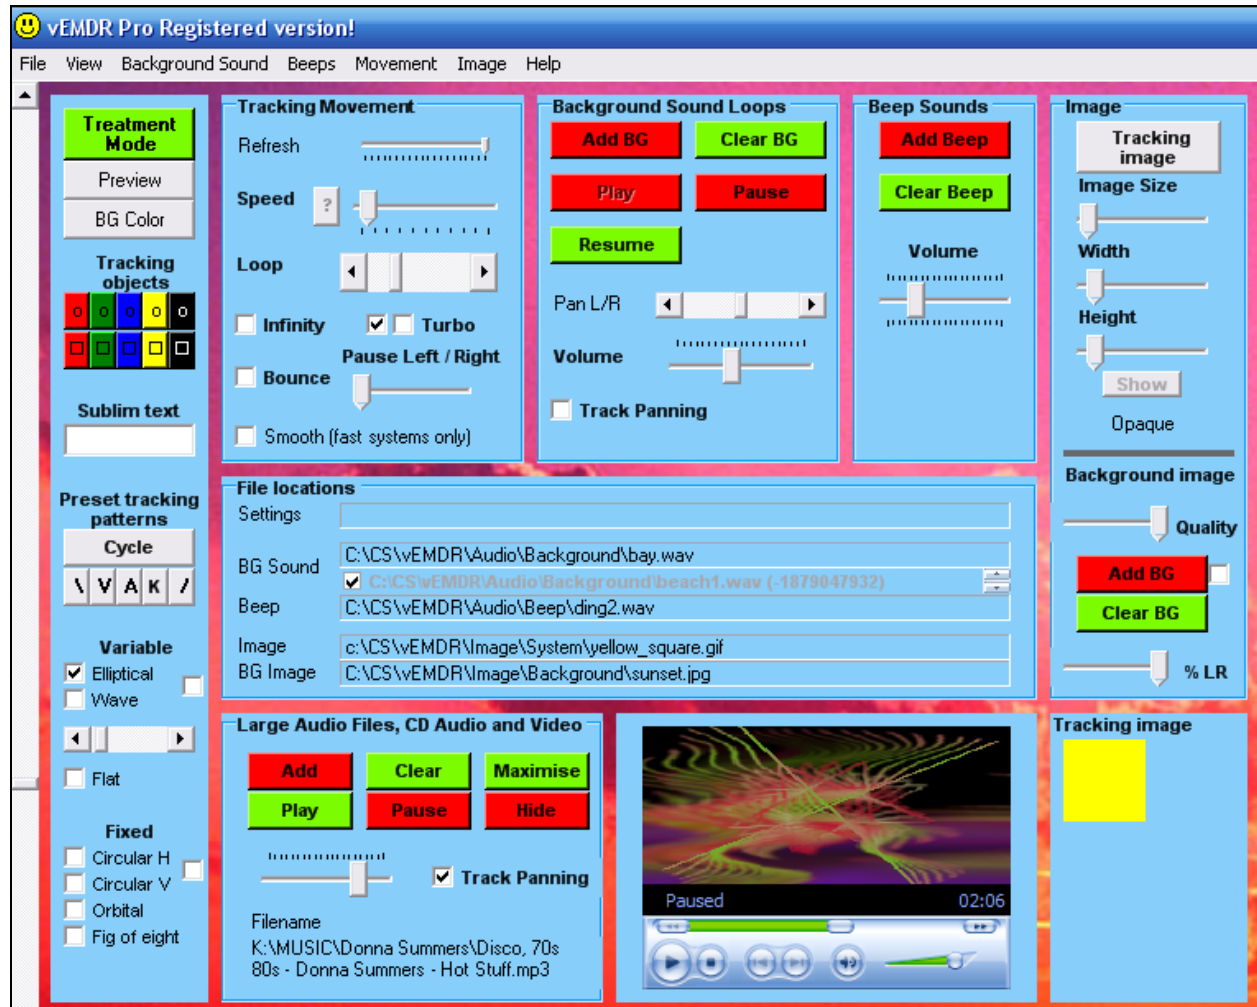 vEMDR Pro Registered version!
File View Background Sound Beeps Movement Image Help
Treatment
Mode
Preview
BG Color
Tracking
objects
Sublim text
Preset tracking
patterns
Cycle
\ V A K /
Variable
Elliptical
Wave
Flat
Fixed
Circular H
Circular V
Orbital
Fig of eight
Tracking Movement
Refresh
Speed ?
Loop
Infinity Turbo
Pause Left / Right
Bounce
Smooth (fast systems only)
Background Sound Loops
Add BG Clear BG
Play Pause
Resume
Pan L/R
Volume
Track Panning
Beep Sounds
Add Beep
Clear Beep
Volume
Image
Tracking
image
Image Size
Width
Height
Show
Opaque
Background image
Quality
Add BG
Clear BG
% LR
File locations
Settings
BG Sound C:\CS\vEMDR\Audio\Background\bay.wav
C:\CS\vEMDR\Audio\Background\beach1.wav (-1879047932)
Beep C:\CS\vEMDR\Audio\Beep\ding2.wav
Image c:\CS\vEMDR\Image\System\yellow_square.gif
BG Image C:\CS\vEMDR\Image\Background\sunset.jpg
Large Audio Files, CD Audio and Video
Add Clear Maximise
Play Pause Hide
Track Panning
Filename
K:\MUSIC\Donna Summers\Disco, 70s
80s - Donna Summers - Hot Stuff.mp3
Paused 02:06
Tracking image